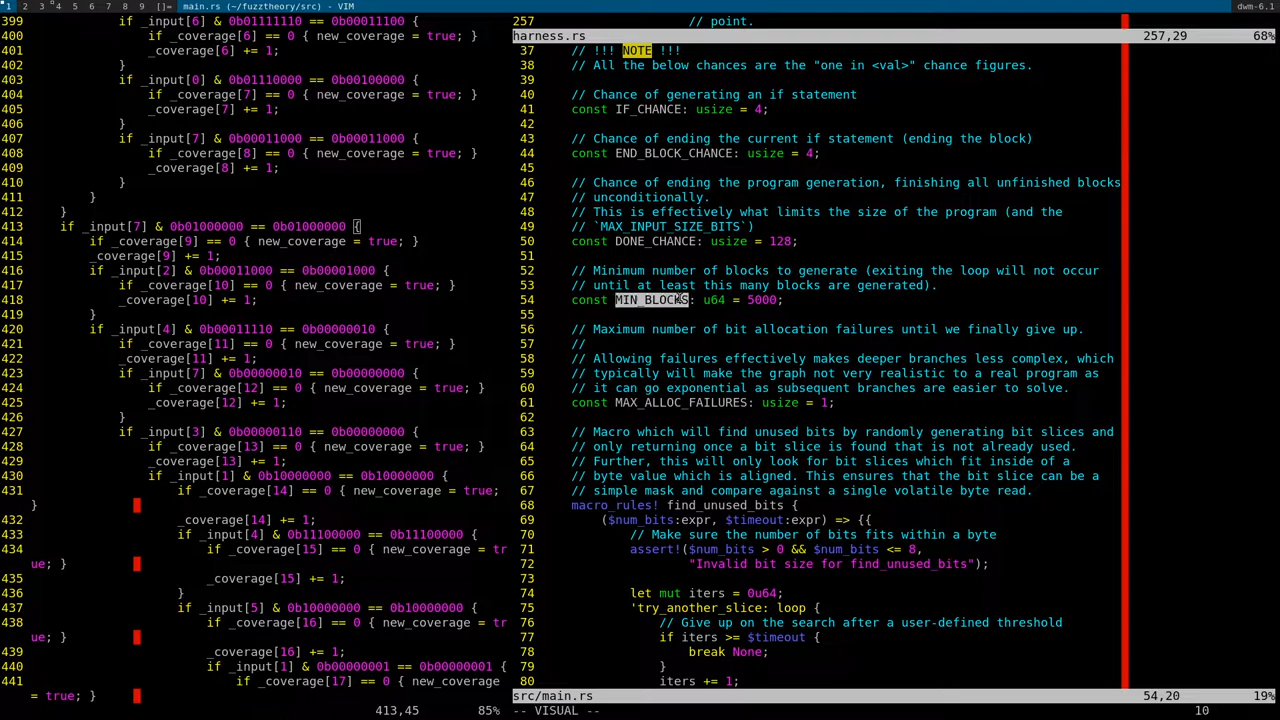 1 2 3 4 5 6 7 8 9 []= main.rs (~/fuzztheory/src) - VIM dwm-6.1
399 if _input[6] & 0b01111110 == 0b00011100 {
400 if _coverage[6] == 0 { new_coverage = true; }
401 _coverage[6] += 1;
402 }
403 if _input[0] & 0b01110000 == 0b01100000 {
404 if _coverage[7] == 0 { new_coverage = true; }
405 _coverage[7] += 1;
406 }
407 if _input[7] & 0b00011000 == 0b00011000 {
408 if _coverage[8] == 0 { new_coverage = true; }
409 _coverage[8] += 1;
410 }
411 }
412 }
413 if _input[7] & 0b01000000 == 0b01000000 {
414 if _coverage[9] == 0 { new_coverage = true; }
415 _coverage[9] += 1;
416 if _input[2] & 0b00011000 == 0b00001000 {
417 if _coverage[10] == 0 { new_coverage = true; }
418 _coverage[10] += 1;
419 }
420 if _input[4] & 0b00011110 == 0b00000010 {
421 if _coverage[11] == 0 { new_coverage = true; }
422 _coverage[11] += 1;
423 if _input[7] & 0b00000010 == 0b00000000 {
424 if _coverage[12] == 0 { new_coverage = true; }
425 _coverage[12] += 1;
426 }
427 if _input[3] & 0b00000110 == 0b00000000 {
428 if _coverage[13] == 0 { new_coverage = true; }
429 _coverage[13] += 1;
430 if _input[1] & 0b10000000 == 0b10000000 {
431 if _coverage[14] == 0 { new_coverage = true;
}
432 _coverage[14] += 1;
433 if _input[4] & 0b11100000 == 0b11100000 {
434 if _coverage[15] == 0 { new_coverage = tr
ue; }
435 _coverage[15] += 1;
436 }
437 if _input[5] & 0b10000000 == 0b10000000 {
438 if _coverage[16] == 0 { new_coverage = tr
ue; }
439 _coverage[16] += 1;
440 if _input[1] & 0b00000001 == 0b00000001 {
441 if _coverage[17] == 0 { new_coverage
= true; }
413,45 85%
257 // point.
harness.rs 257,29 68%
37 // !!! NOTE !!!
38 // All the below chances are the "one in <val>" chance figures.
39
40 // Chance of generating an if statement
41 const IF_CHANCE: usize = 4;
42
43 // Chance of ending the current if statement (ending the block)
44 const END_BLOCK_CHANCE: usize = 4;
45
46 // Chance of ending the program generation, finishing all unfinished blocks
47 // unconditionally.
48 // This is effectively what limits the size of the program (and the
49 // `MAX_INPUT_SIZE_BITS`)
50 const DONE_CHANCE: usize = 128;
51
52 // Minimum number of blocks to generate (exiting the loop will not occur
53 // until at least this many blocks are generated).
54 const MIN_BLOCKS: u64 = 5000;
55
56 // Maximum number of bit allocation failures until we finally give up.
57 //
58 // Allowing failures effectively makes deeper branches less complex, which
59 // typically will make the graph not very realistic to a real program as
60 // it can go exponential as subsequent branches are easier to solve.
61 const MAX_ALLOC_FAILURES: usize = 1;
62
63 // Macro which will find unused bits by randomly generating bit slices and
64 // only returning once a bit slice is found that is not already used.
65 // Further, this will only look for bit slices which fit inside of a
66 // byte value which is aligned. This ensures that the bit slice can be a
67 // simple mask and compare against a single volatile byte read.
68 macro_rules! find_unused_bits {
69 ($num_bits:expr, $timeout:expr) => {{
70 // Make sure the number of bits fits within a byte
71 assert!($num_bits > 0 && $num_bits <= 8,
72 "Invalid bit size for find_unused_bits");
73
74 let mut iters = 0u64;
75 'try_another_slice: loop {
76 // Give up on the search after a user-defined threshold
77 if iters >= $timeout {
78 break None;
79 }
80 iters += 1;
src/main.rs 54,20 19%
-- VISUAL -- 10